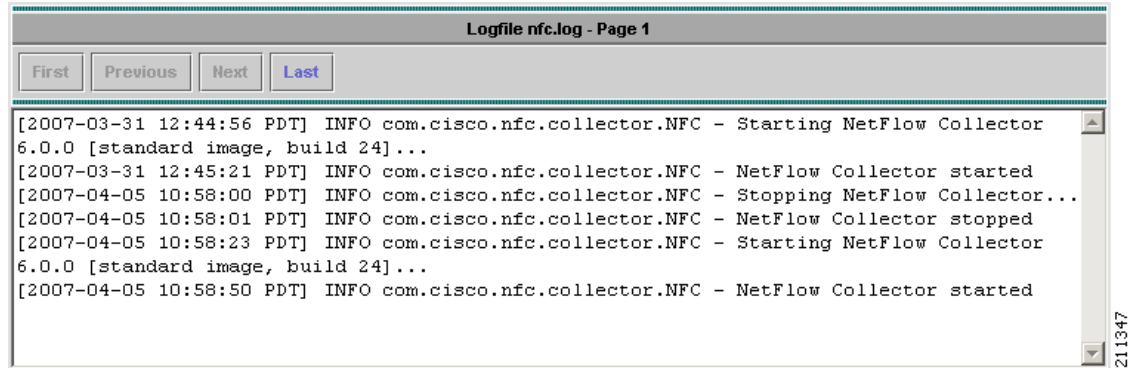 Logfile nfc.log - Page 1
First Previous Next Last
[2007-03-31 12:44:56 PDT] INFO com.cisco.nfc.collector.NFC - Starting NetFlow Collector
6.0.0 [standard image, build 24]...
[2007-03-31 12:45:21 PDT] INFO com.cisco.nfc.collector.NFC - NetFlow Collector started
[2007-04-05 10:58:00 PDT] INFO com.cisco.nfc.collector.NFC - Stopping NetFlow Collector...
[2007-04-05 10:58:01 PDT] INFO com.cisco.nfc.collector.NFC - NetFlow Collector stopped
[2007-04-05 10:58:23 PDT] INFO com.cisco.nfc.collector.NFC - Starting NetFlow Collector
6.0.0 [standard image, build 24]...
[2007-04-05 10:58:50 PDT] INFO com.cisco.nfc.collector.NFC - NetFlow Collector started
211347